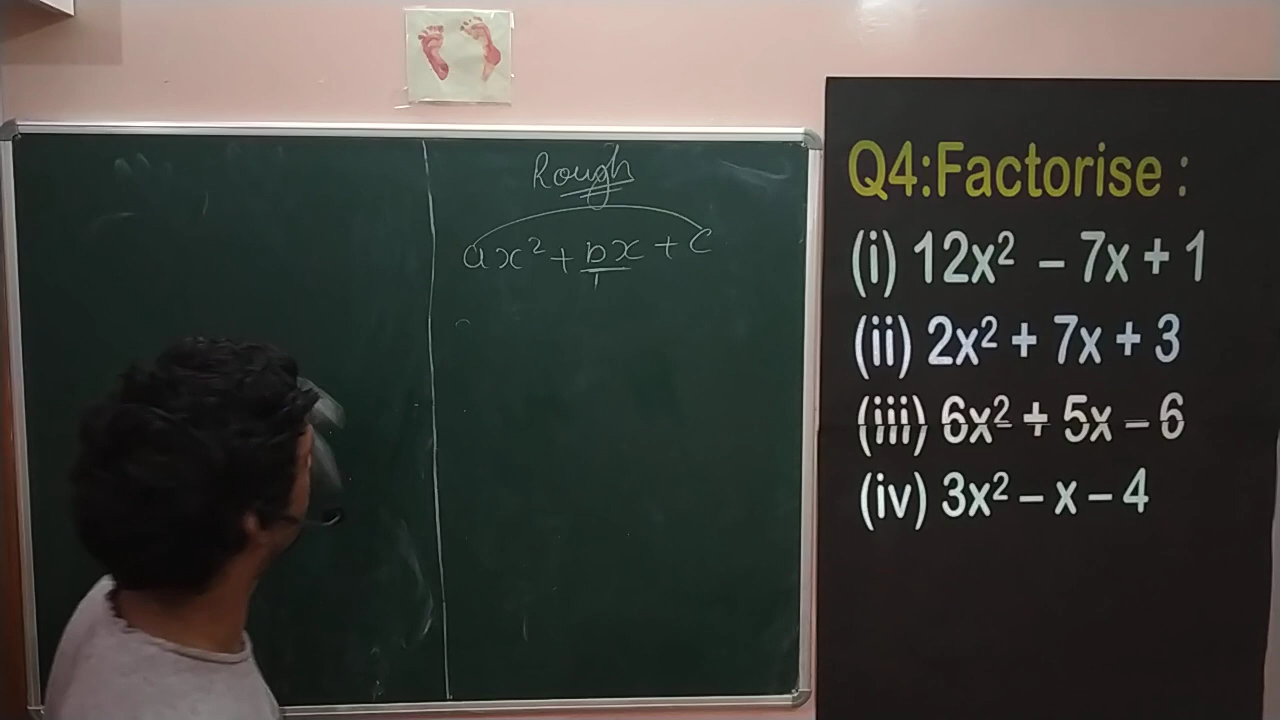 Rough
ax² + bx + c
Q4:Factorise :
(i) 12x² – 7x + 1
(ii) 2x² + 7x + 3
(iii) 6x² + 5x – 6
(iv) 3x² – x – 4